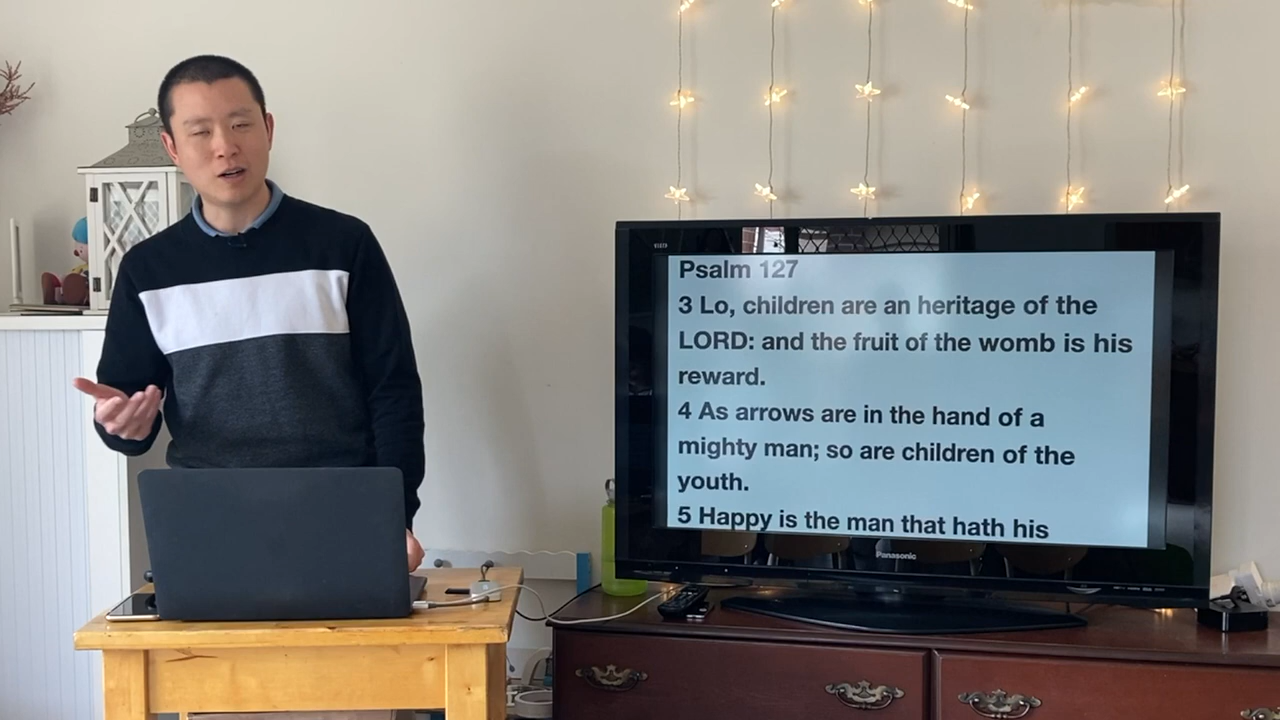 Psalm 127
3 Lo, children are an heritage of the
LORD: and the fruit of the womb is his
reward.
4 As arrows are in the hand of a
mighty man; so are children of the
youth.
5 Happy is the man that hath his
Panasonic